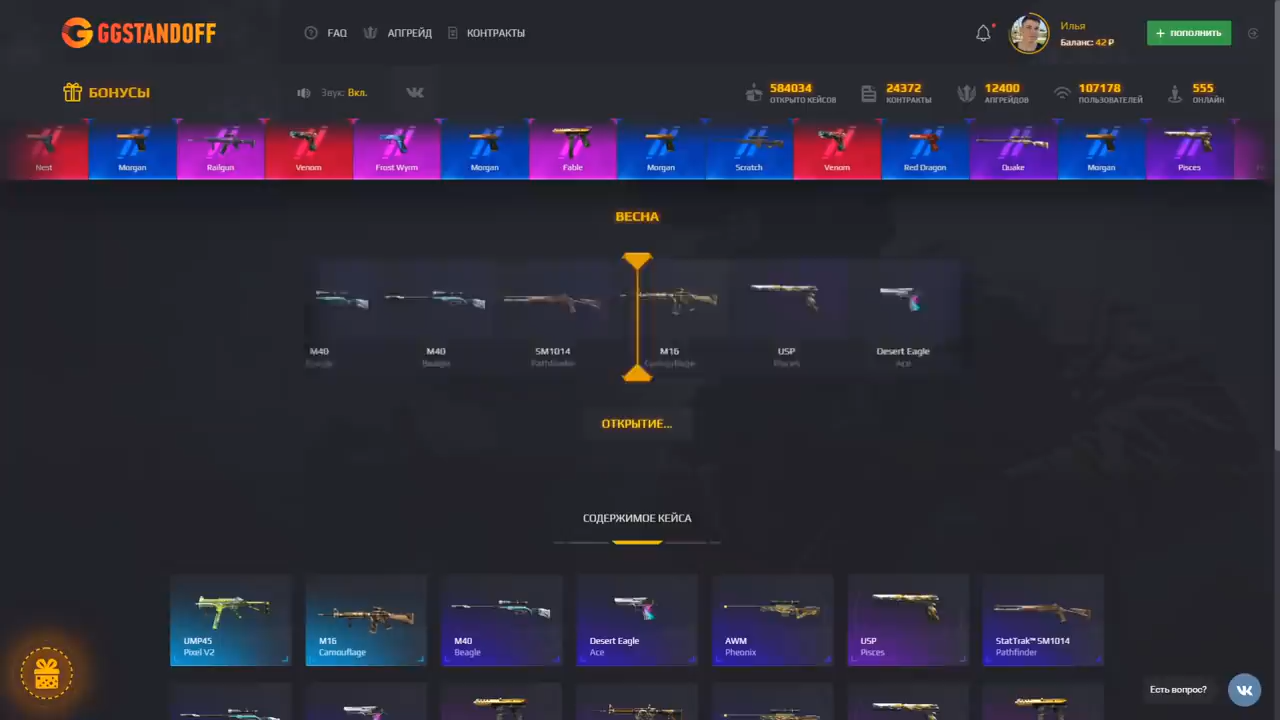 GGSTANDOFF
FAQ
АПГРЕЙД
КОНТРАКТЫ
Илья
Баланс: 42 ₽
+ ПОПОЛНИТЬ
БОНУСЫ
Звук: Вкл.
584034
ОТКРЫТО КЕЙСОВ
24372
КОНТРАКТЫ
12400
АПГРЕЙДОВ
107178
ПОЛЬЗОВАТЕЛЕЙ
555
ОНЛАЙН
Nest
Morgan
Railgun
Venom
Frost Wyrm
Morgan
Fable
Morgan
Scratch
Venom
Red Dragon
Quake
Morgan
Pisces
ВЕСНА
M40
Beagle
M40
Beagle
SM1014
Pathfinder
M16
Camouflage
USP
Pisces
Desert Eagle
Ace
ОТКРЫТИЕ...
СОДЕРЖИМОЕ КЕЙСА
UMP45
Pixel V2
M16
Camouflage
M40
Beagle
Desert Eagle
Ace
AWM
Pheonix
USP
Pisces
StatTrak™ SM1014
Pathfinder
Есть вопрос?